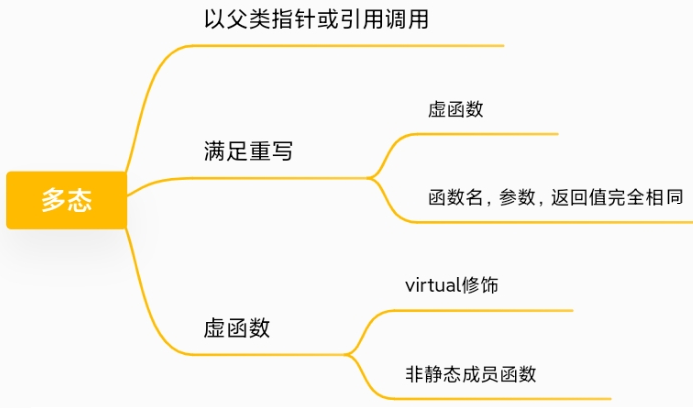 以父类指针或引用调用
虚函数
满足重写
函数名，参数，返回值完全相同
多态
virtual修饰
虚函数
非静态成员函数